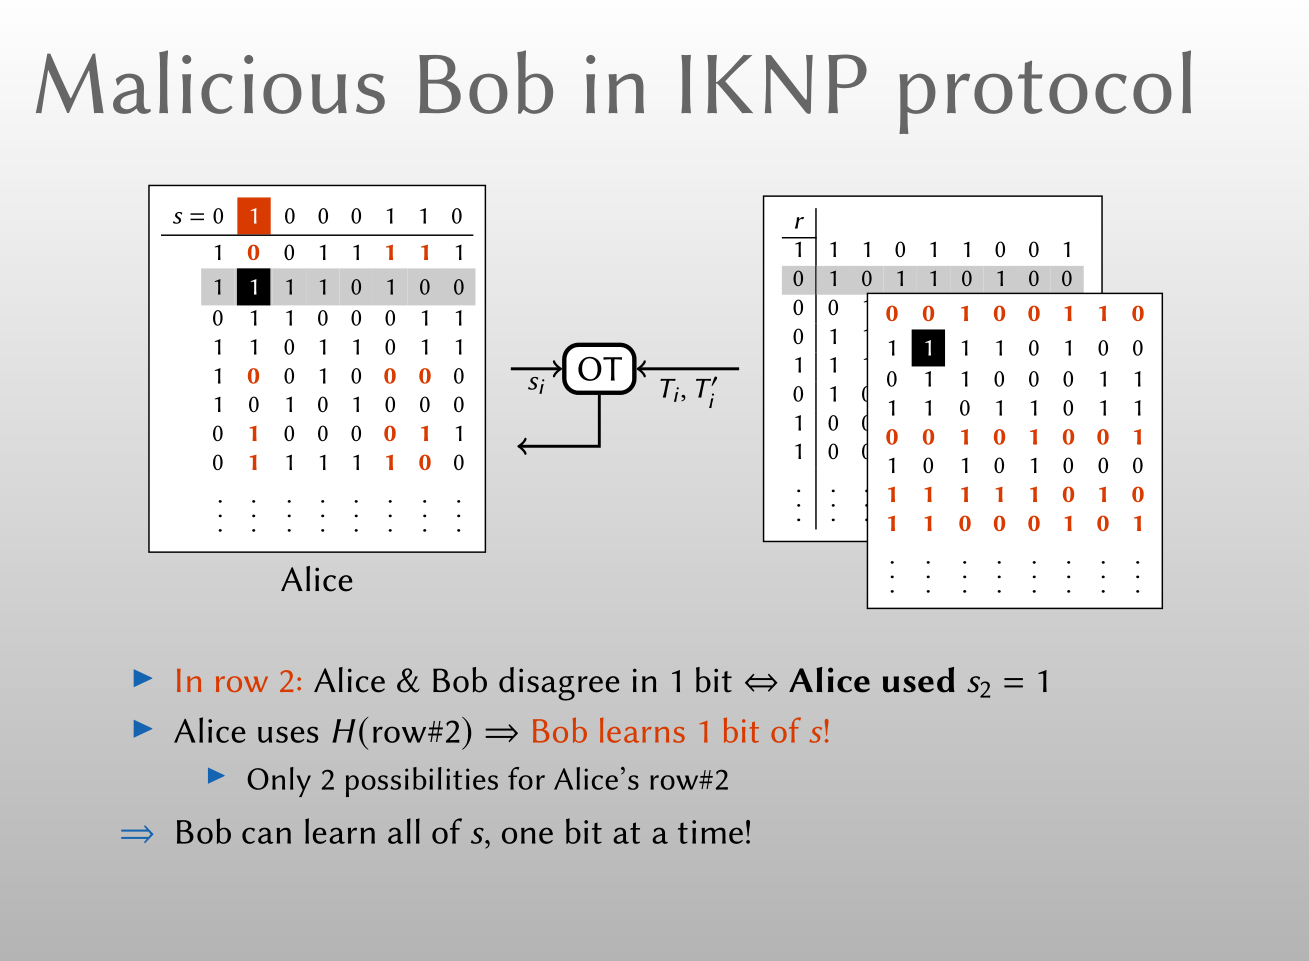 Malicious Bob in IKNP protocol
s = 0 1 0 0 0 1 1 0
1 0 0 1 1 1 1 1
1 1 1 1 0 1 0 0
0 1 1 0 0 0 1 1
1 1 0 1 1 0 1 1
1 0 0 1 0 0 0 0
1 0 1 0 1 0 0 0
0 1 0 0 0 0 1 1
0 1 1 1 1 1 0 0
⋮ ⋮ ⋮ ⋮ ⋮ ⋮ ⋮ ⋮
Alice
s_i
OT
T_i, T′_i
r
1 1 1 0 1 1 0 0 1
0 1 0 1 1 0 1 0 0
0 0
0 1 1
1 1 1
0 1 0
1 0 0
1 0 0
⋮ ⋮ ⋮
0 0 1 0 0 1 1 0
1 1 1 1 0 1 0 0
0 1 1 0 0 0 1 1
1 1 0 1 1 0 1 1
0 0 1 0 1 0 0 1
1 0 1 0 1 0 0 0
1 1 1 1 1 0 1 0
1 1 0 0 0 1 0 1
⋮ ⋮ ⋮ ⋮ ⋮ ⋮ ⋮ ⋮
▶ In row 2: Alice & Bob disagree in 1 bit ⇔ Alice used s₂ = 1
▶ Alice uses H(row#2) ⇒ Bob learns 1 bit of s!
▶ Only 2 possibilities for Alice's row#2
⇒ Bob can learn all of s, one bit at a time!